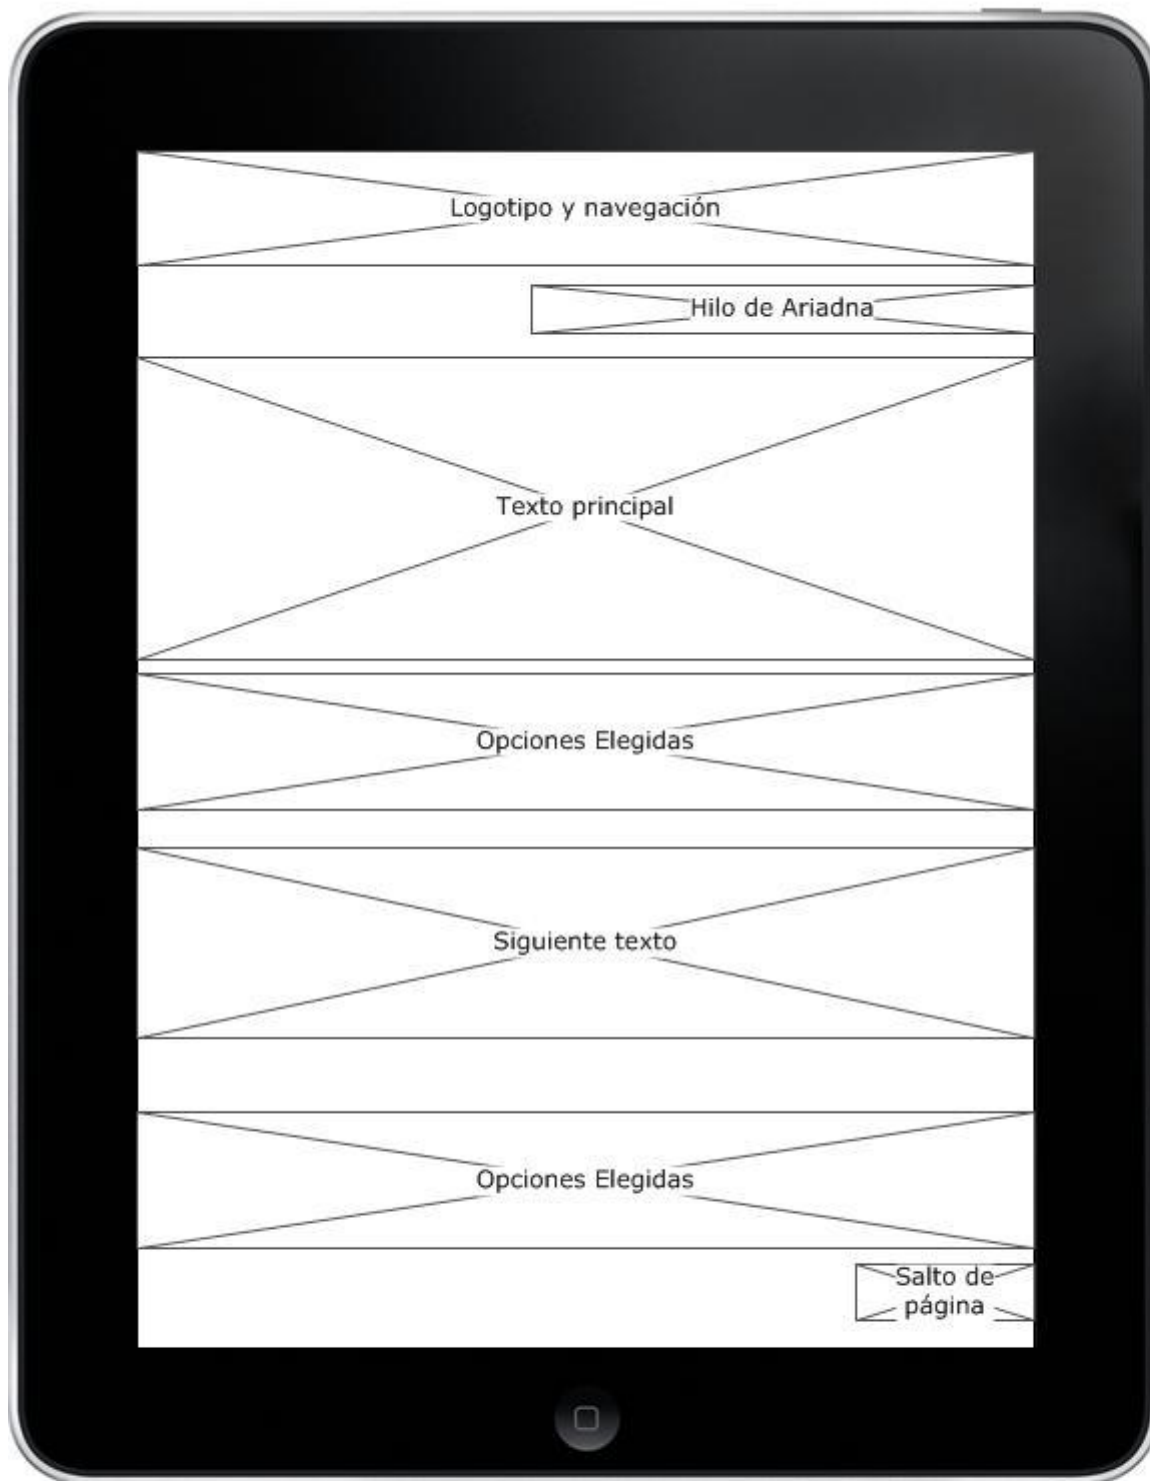 Logotipo y navegación
Hilo de Ariadna
Texto principal
Opciones Elegidas
Siguiente texto
Opciones Elegidas
Salto de
página